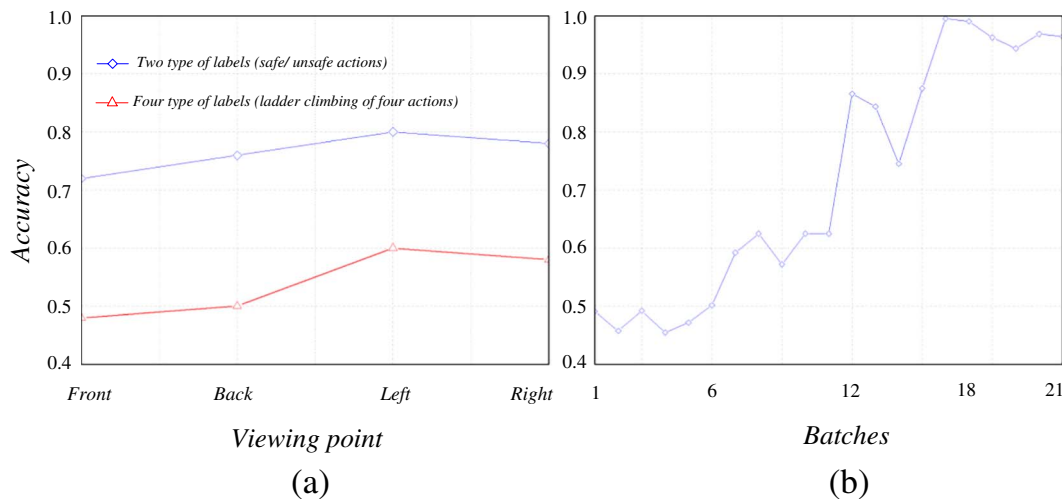 1.0
0.9
0.8
0.7
0.6
0.5
0.4
Accuracy
Two type of labels (safe/ unsafe actions)
Four type of labels (ladder climbing of four actions)
Front Back Left Right
Viewing point
(a)
1.0
0.9
0.8
0.7
0.6
0.5
0.4
1 6 12 18 21
Batches
(b)